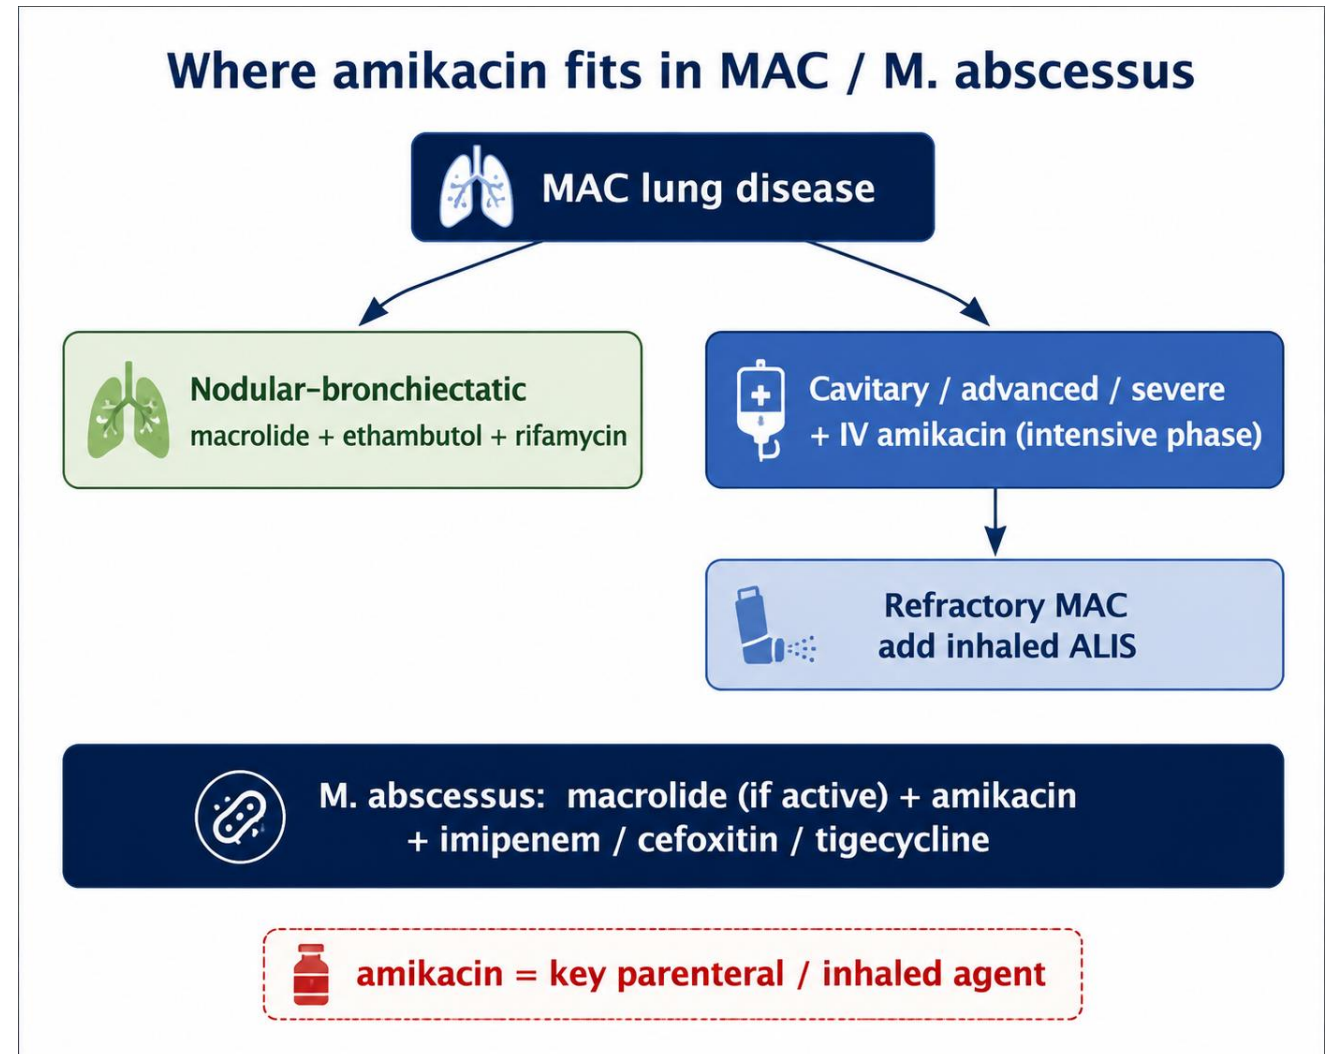 Where amikacin fits in MAC / M. abscessus
MAC lung disease
Nodular–bronchiectatic
macrolide + ethambutol + rifamycin
Cavitary / advanced / severe
+ IV amikacin (intensive phase)
Refractory MAC
add inhaled ALIS
M. abscessus: macrolide (if active) + amikacin
+ imipenem / cefoxitin / tigecycline
amikacin = key parenteral / inhaled agent